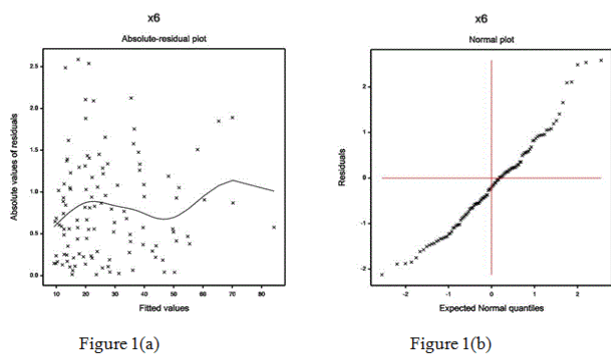 x6
Absolute-residual plot
Absolute values of residuals
2.5
2.0
1.5
1.0
0.5
0.0
10 20 30 40 50 60 70 80
Fitted values
Figure 1(a)
x6
Normal plot
Residuals
2
1
0
-1
-2
-2 -1 0 1 2
Expected Normal quantiles
Figure 1(b)